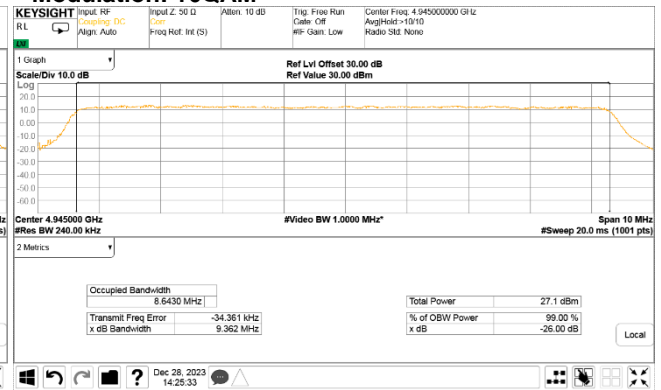 Modulation: 16QAM
KEYSIGHT Input: RF Input Z: 50 Ω Atten: 10 dB Trig: Free Run Center Freq: 4.945000000 GHz
RL Coupling: DC Corr Gate: Off Avg|Hold:>10/10
Align: Auto Freq Ref: Int (S) #IF Gain: Low Radio Std: None
1 Graph
Ref Lvl Offset 30.00 dB
Scale/Div 10.0 dB Ref Value 30.00 dBm
Log
20.0
10.0
0.00
-10.0
-20.0
-30.0
-40.0
-50.0
-60.0
Hz Center 4.945000 GHz #Video BW 1.0000 MHz* Span 10 MHz
s) #Res BW 240.00 kHz #Sweep 20.0 ms (1001 pts)
2 Metrics
Occupied Bandwidth
8.6430 MHz Total Power 27.1 dBm
Transmit Freq Error -34.361 kHz % of OBW Power 99.00 %
x dB Bandwidth 9.362 MHz x dB -26.00 dB
Local
? Dec 28, 2023
14:25:33